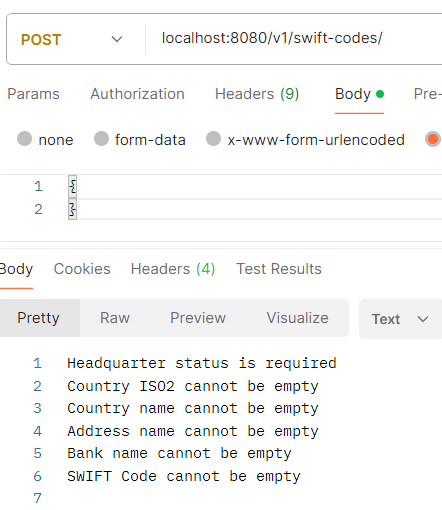 POST localhost:8080/v1/swift-codes/
Params Authorization Headers (9) Body Pre-
none form-data x-www-form-urlencoded
1 {
2 }
Body Cookies Headers (4) Test Results
Pretty Raw Preview Visualize Text
1 Headquarter status is required
2 Country ISO2 cannot be empty
3 Country name cannot be empty
4 Address name cannot be empty
5 Bank name cannot be empty
6 SWIFT Code cannot be empty
7